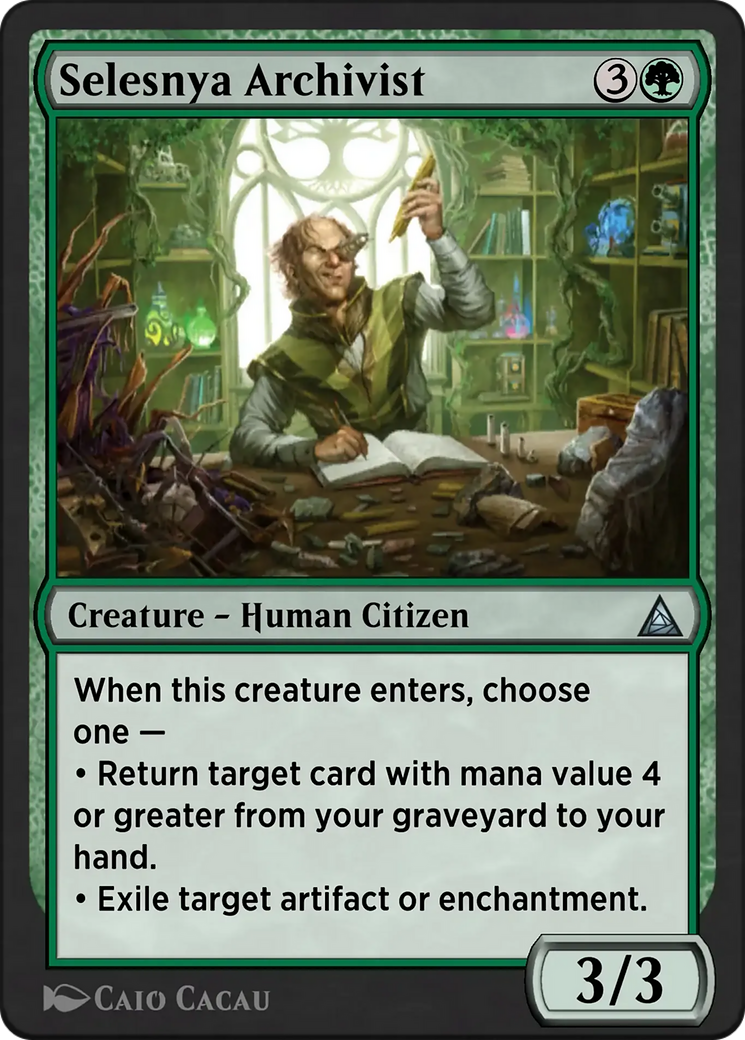 Selesnya Archivist 3
Creature – Human Citizen
When this creature enters, choose
one —
• Return target card with mana value 4
or greater from your graveyard to your
hand.
• Exile target artifact or enchantment.
3/3
Caio Cacau